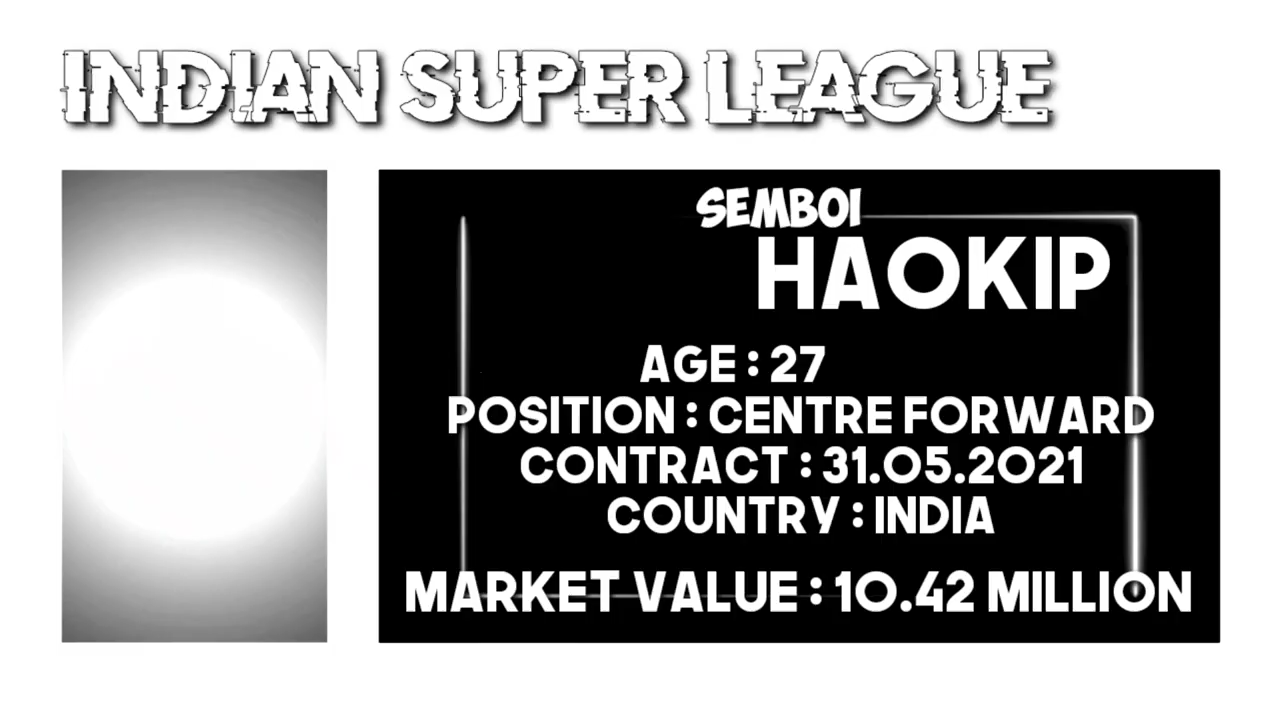 INDIAN SUPER LEAGUE
SEMBOI
HAOKIP
AGE : 27
POSITION : CENTRE FORWARD
CONTRACT : 31.05.2021
COUNTRY : INDIA
MARKET VALUE : 10.42 MILLION